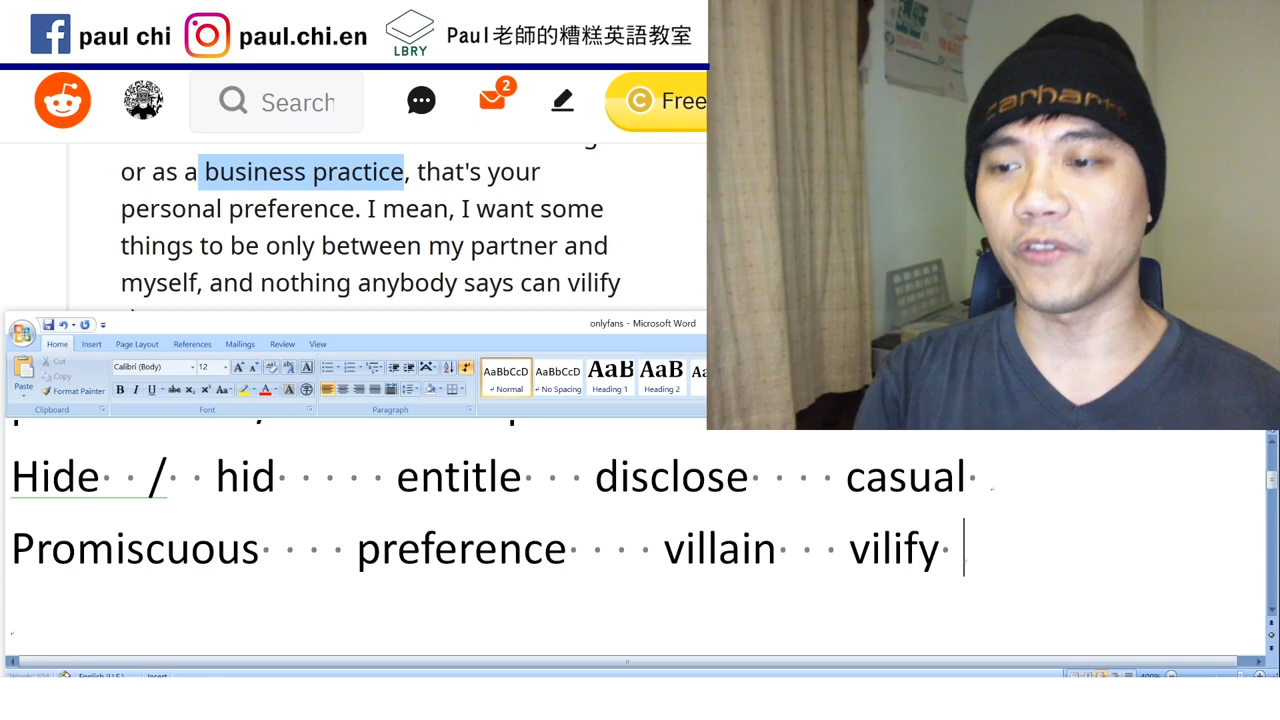 paul chi paul.chi.en LBRY Paul老師的糟糕英語教室
Search 2 Free
or as a business practice, that's your
personal preference. I mean, I want some
things to be only between my partner and
myself, and nothing anybody says can vilify
onlyfans - Microsoft Word
Home Insert Page Layout References Mailings Review View
Cut
Copy
Format Painter
Paste
Calibri (Body) 12
AaBbCcD AaBbCcD AaB AaB
Normal No Spacing Heading 1 Heading 2
Clipboard Font Paragraph
Hide / hid entitle disclose casual
Promiscuous preference villain vilify
English (U.S.) Insert 400%
carhartt